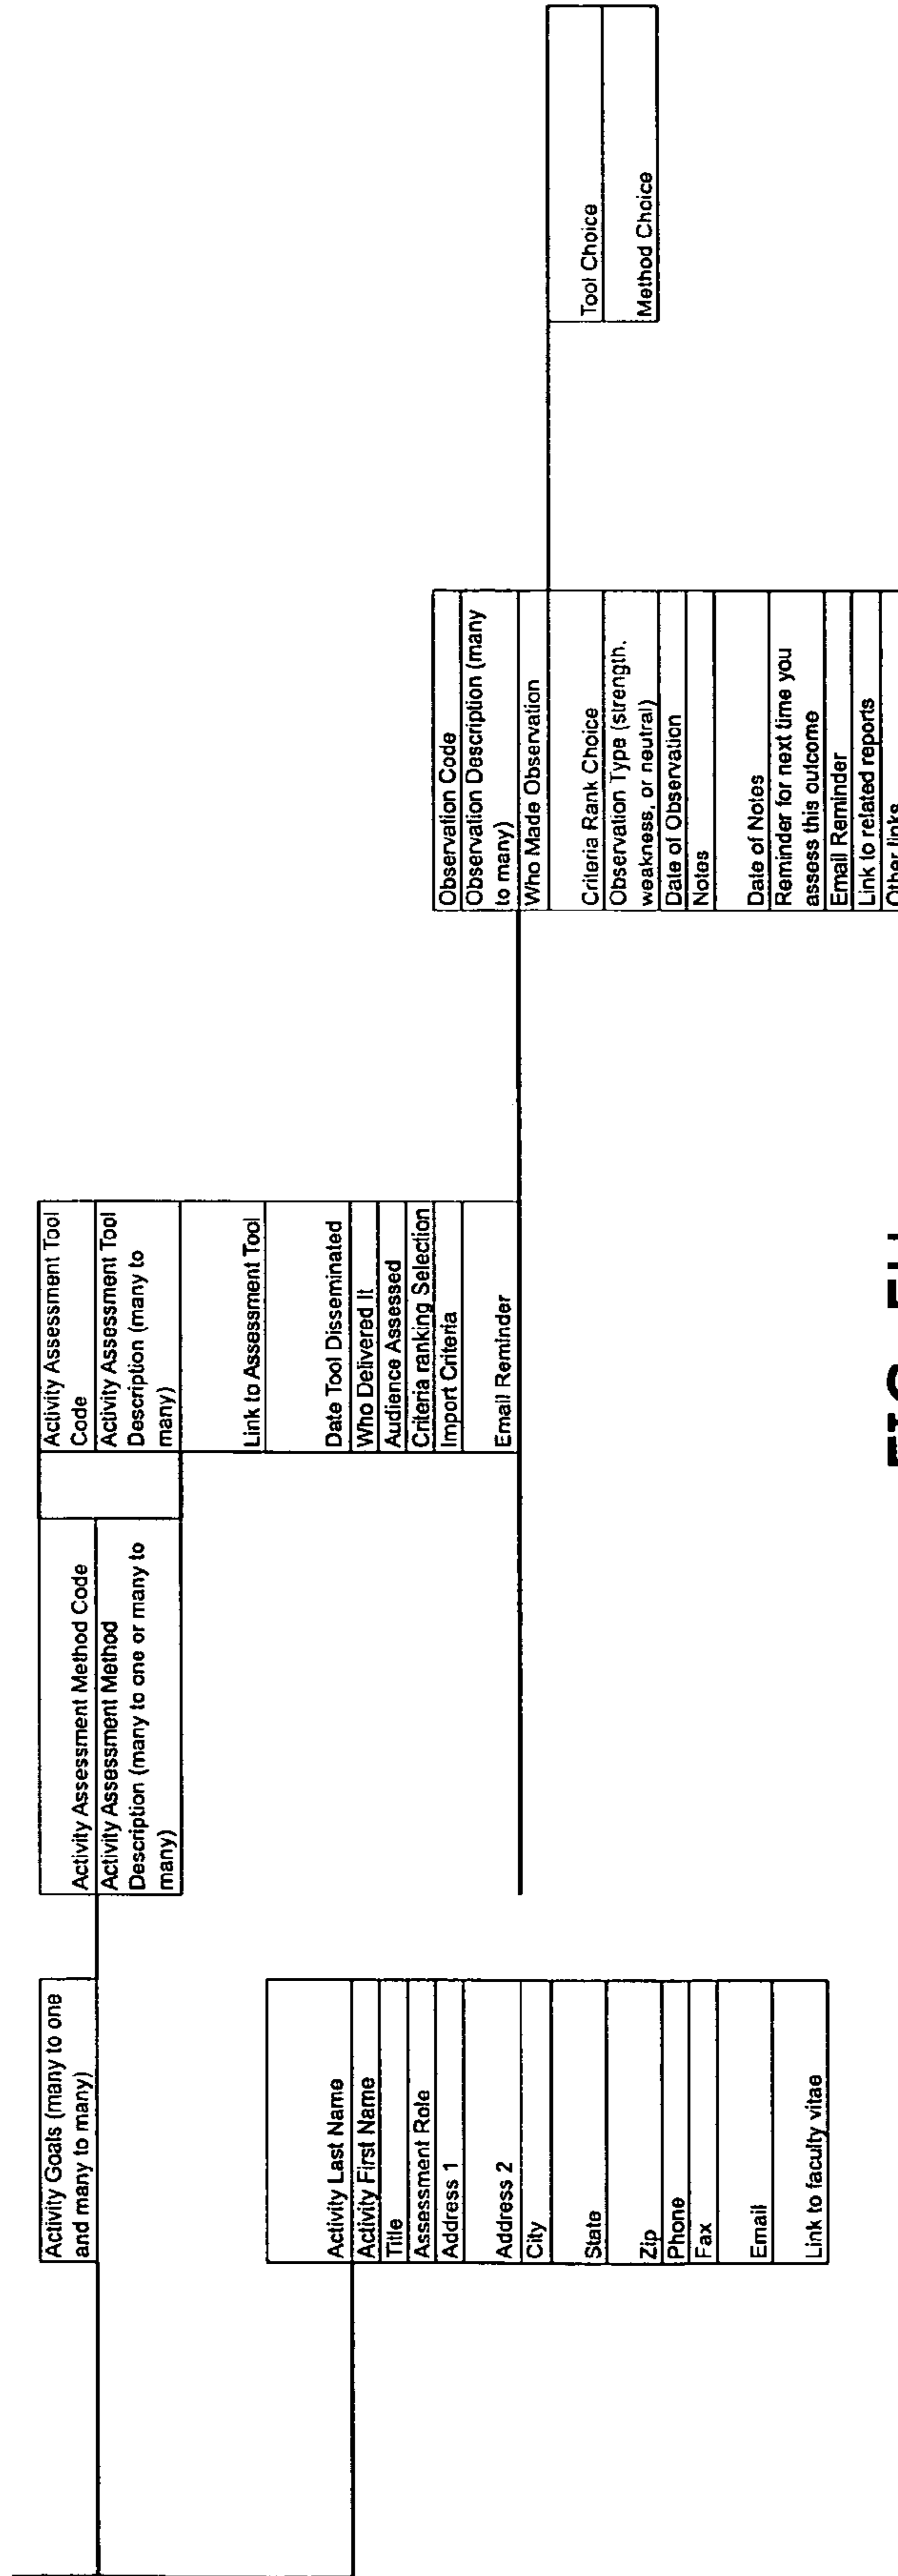 Activity Goals (many to one
and many to many)
Activity Last Name
Activity First Name
Title
Assessment Role
Address 1
Address 2
City
State
Zip
Phone
Fax
Email
Link to faculty vitae
Activity Assessment Method Code
Activity Assessment Method
Description (many to one or many to
many)
Activity Assessment Tool
Code
Activity Assessment Tool
Description (many to
many)
Link to Assessment Tool
Date Tool Disseminated
Who Delivered It
Audience Assessed
Criteria ranking Selection
Import Criteria
Email Reminder
Observation Code
Observation Description (many
to many)
Who Made Observation
Criteria Rank Choice
Observation Type (strength,
weakness, or neutral)
Date of Observation
Notes
Date of Notes
Reminder for next time you
assess this outcome
Email Reminder
Link to related reports
Other links
Tool Choice
Method Choice